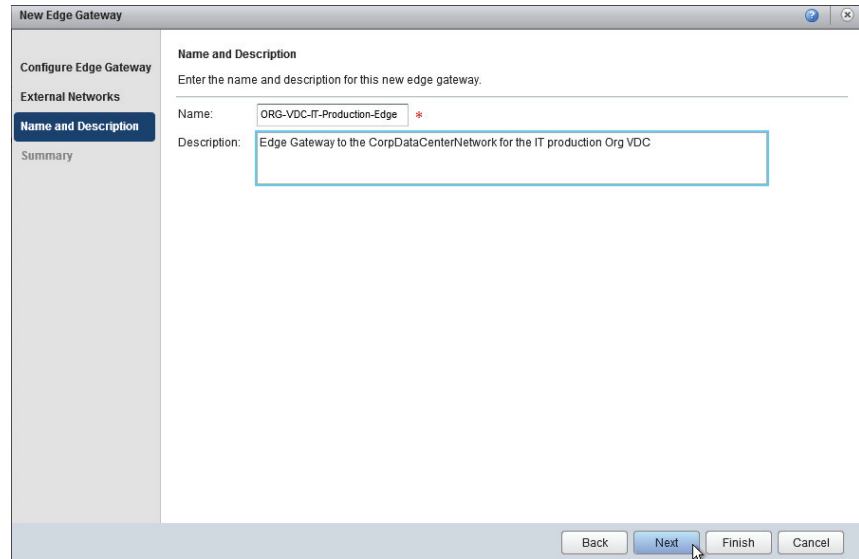 New Edge Gateway
Configure Edge Gateway
External Networks
Name and Description
Summary
Name and Description
Enter the name and description for this new edge gateway.
Name: ORG-VDC-IT-Production-Edge *
Description: Edge Gateway to the CorpDataCenterNetwork for the IT production Org VDC
Back Next Finish Cancel